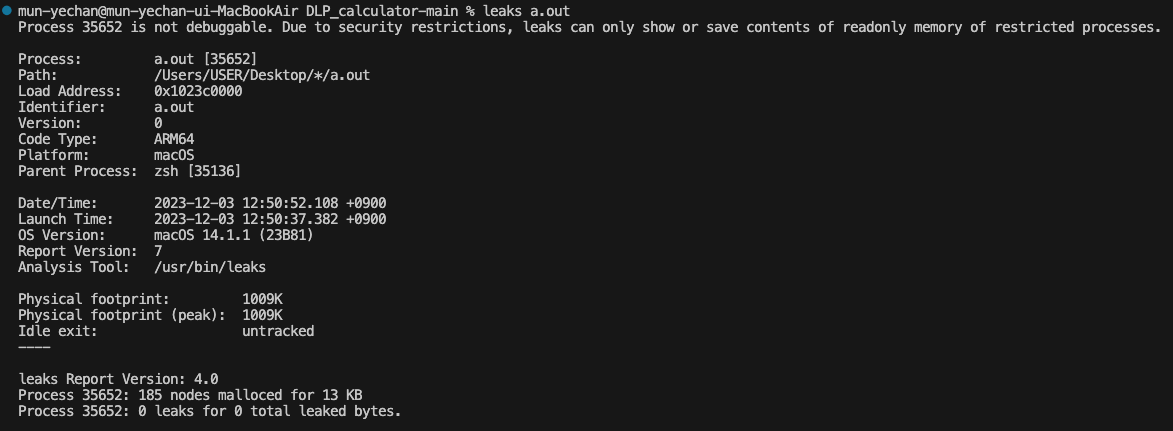 mun-yechan@mun-yechan-ui-MacBookAir DLP_calculator-main % leaks a.out
Process 35652 is not debuggable. Due to security restrictions, leaks can only show or save contents of readonly memory of restricted processes.
Process: a.out [35652]
Path: /Users/USER/Desktop/*/a.out
Load Address: 0x1023c0000
Identifier: a.out
Version: 0
Code Type: ARM64
Platform: macOS
Parent Process: zsh [35136]
Date/Time: 2023-12-03 12:50:52.108 +0900
Launch Time: 2023-12-03 12:50:37.382 +0900
OS Version: macOS 14.1.1 (23B81)
Report Version: 7
Analysis Tool: /usr/bin/leaks
Physical footprint: 1009K
Physical footprint (peak): 1009K
Idle exit: untracked
----
leaks Report Version: 4.0
Process 35652: 185 nodes malloced for 13 KB
Process 35652: 0 leaks for 0 total leaked bytes.